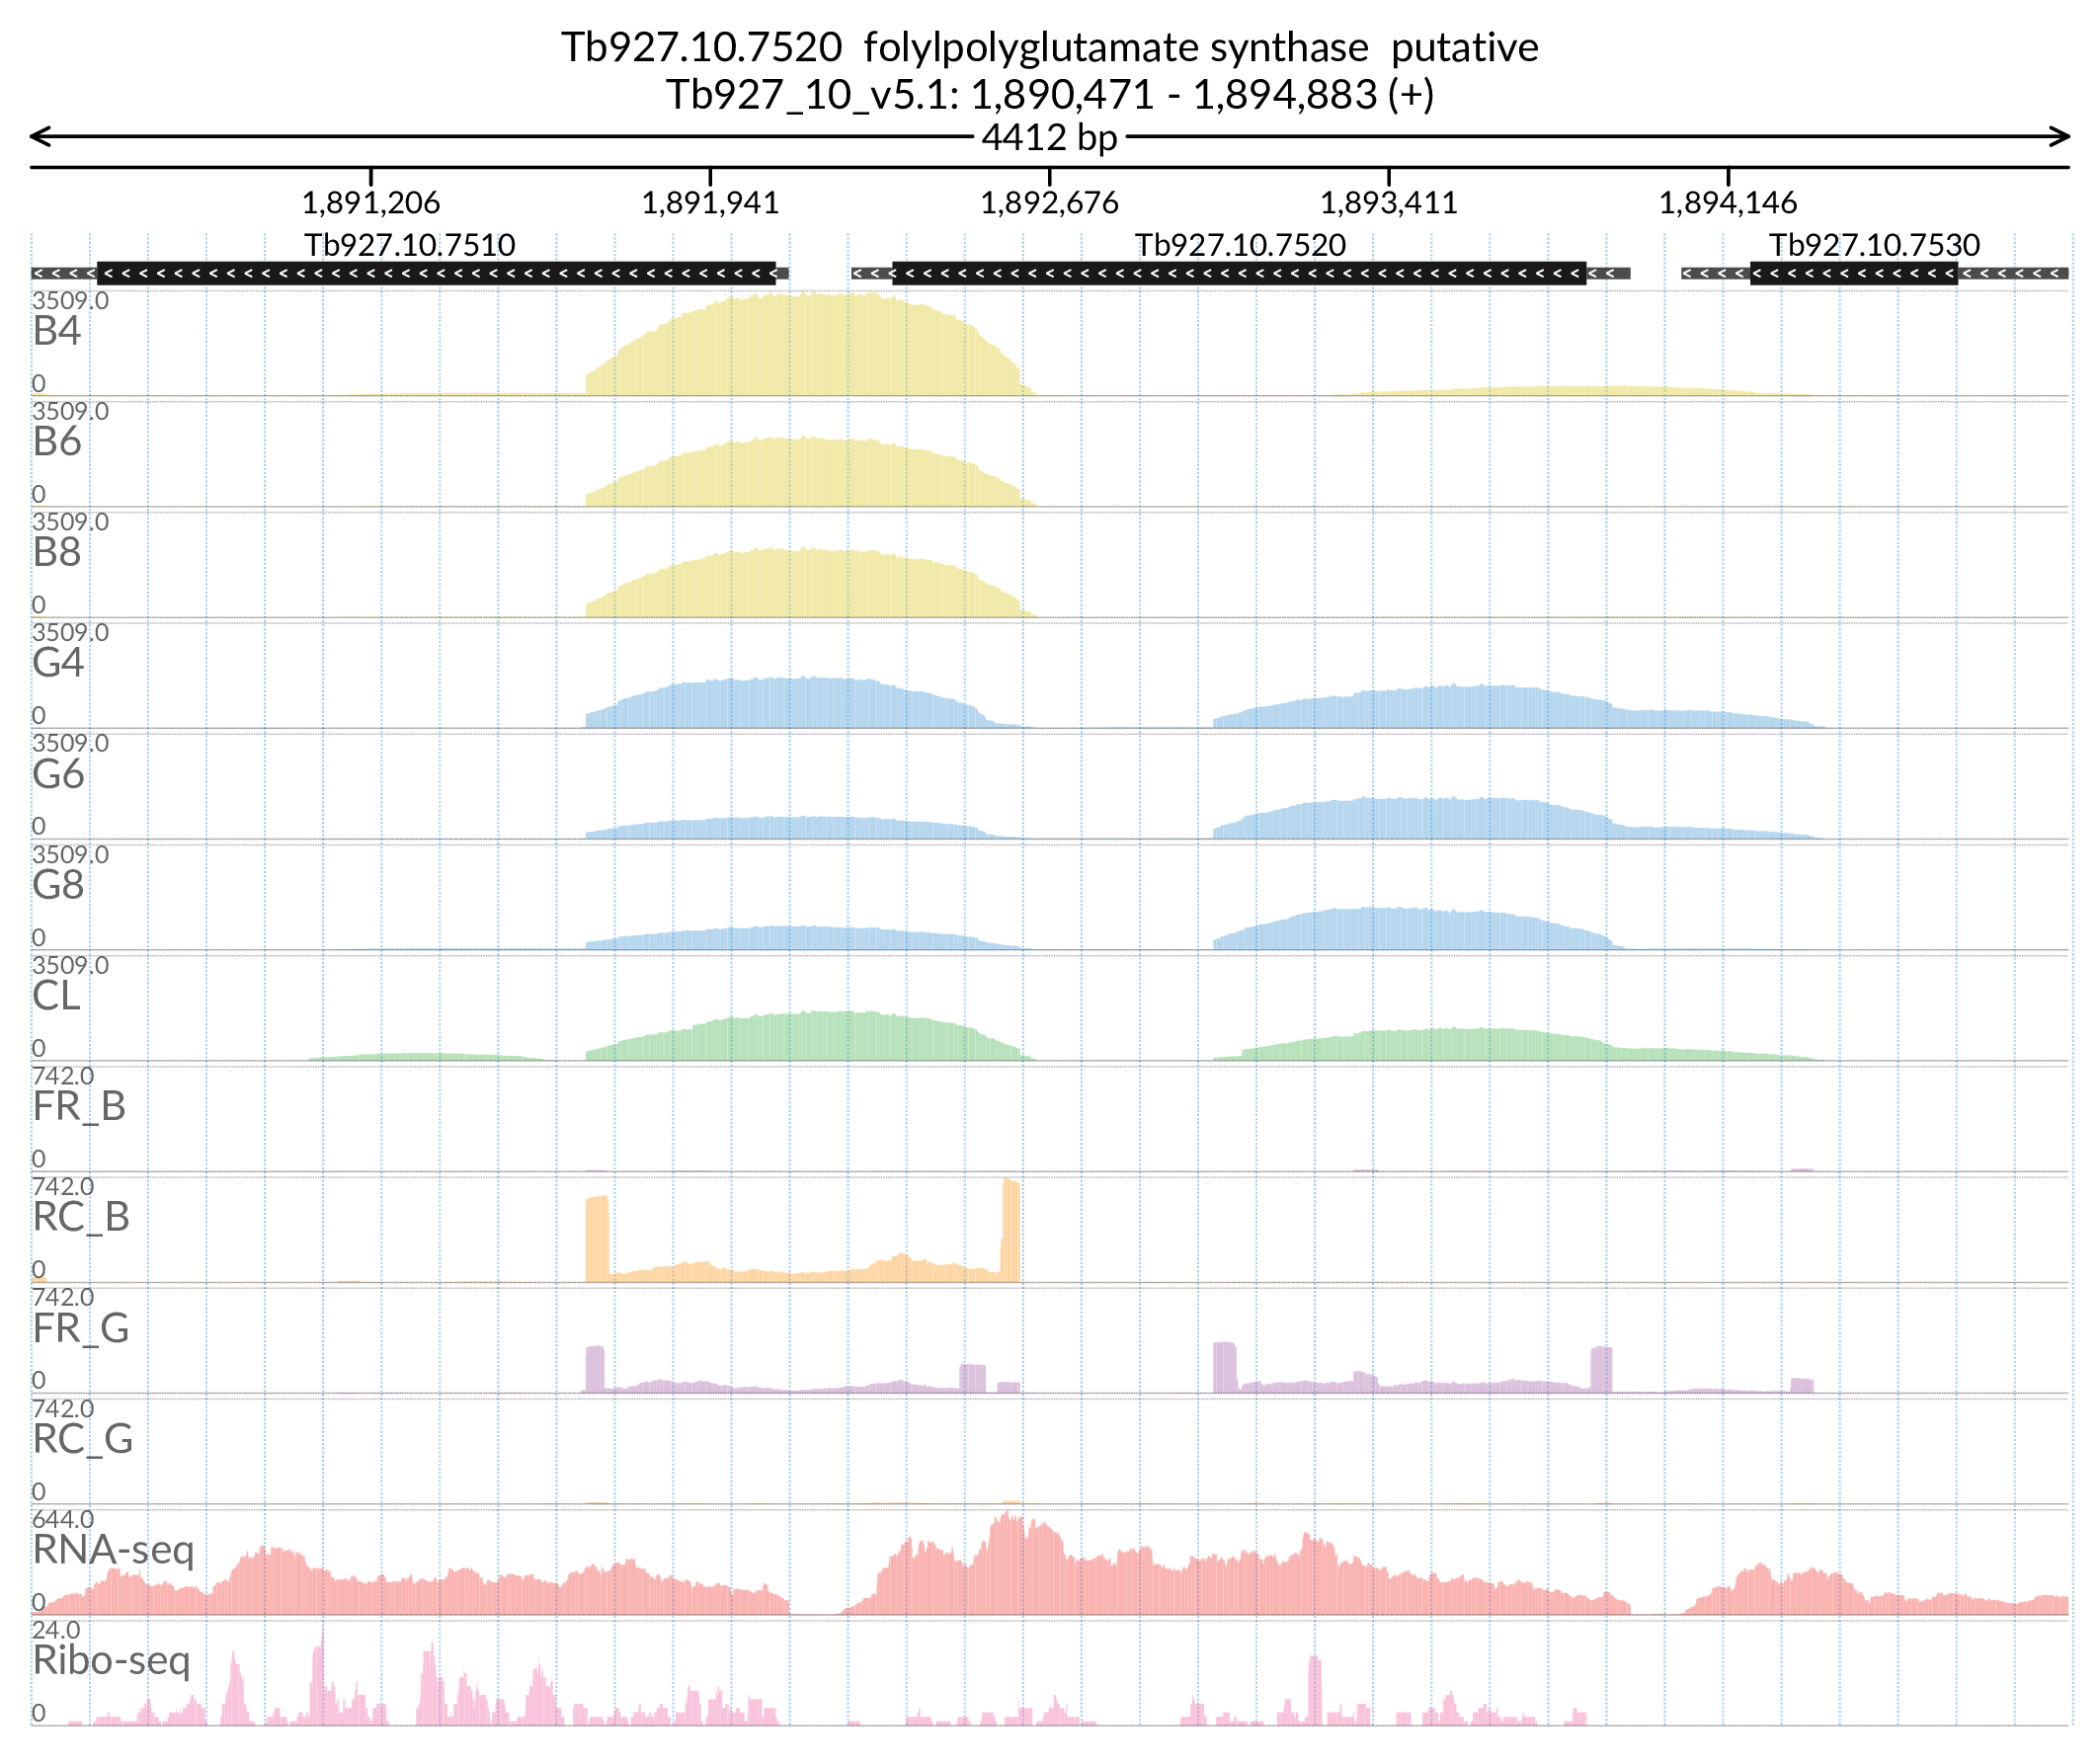 Tb927.10.7520 folylpolyglutamate synthase putative
Tb927_10_v5.1: 1,890,471 - 1,894,883 (+)
4412 bp
1,891,206 1,891,941 1,892,676 1,893,411 1,894,146
Tb927.10.7510 Tb927.10.7520 Tb927.10.7530
3509.0
B4
0
3509.0
B6
0
3509.0
B8
0
3509.0
G4
0
3509.0
G6
0
3509.0
G8
0
3509.0
CL
0
742.0
FR_B
0
742.0
RC_B
0
742.0
FR_G
0
742.0
RC_G
0
644.0
RNA-seq
0
24.0
Ribo-seq
0